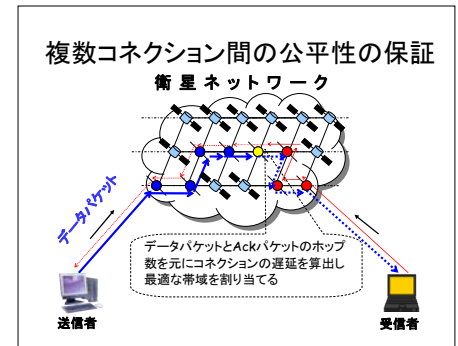 複数コネクション間の公平性の保証
衛星ネットワーク
データパケット
データパケットとAckパケットのホップ
数を元にコネクションの遅延を算出し
最適な帯域を割り当てる
送信者
受信者